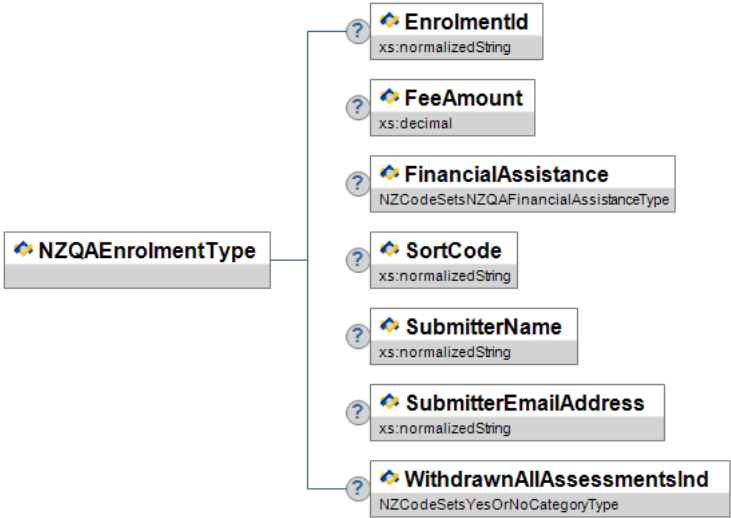 EnrolmentId
xs:normalizedString
?
FeeAmount
xs:decimal
?
FinancialAssistance
NZCodeSetsNZQAFinancialAssistanceType
?
NZQAEnrolmentType
SortCode
xs:normalizedString
?
SubmitterName
xs:normalizedString
?
SubmitterEmailAddress
xs:normalizedString
?
WithdrawnAllAssessmentsInd
NZCodeSetsYesOrNoCategoryType
?